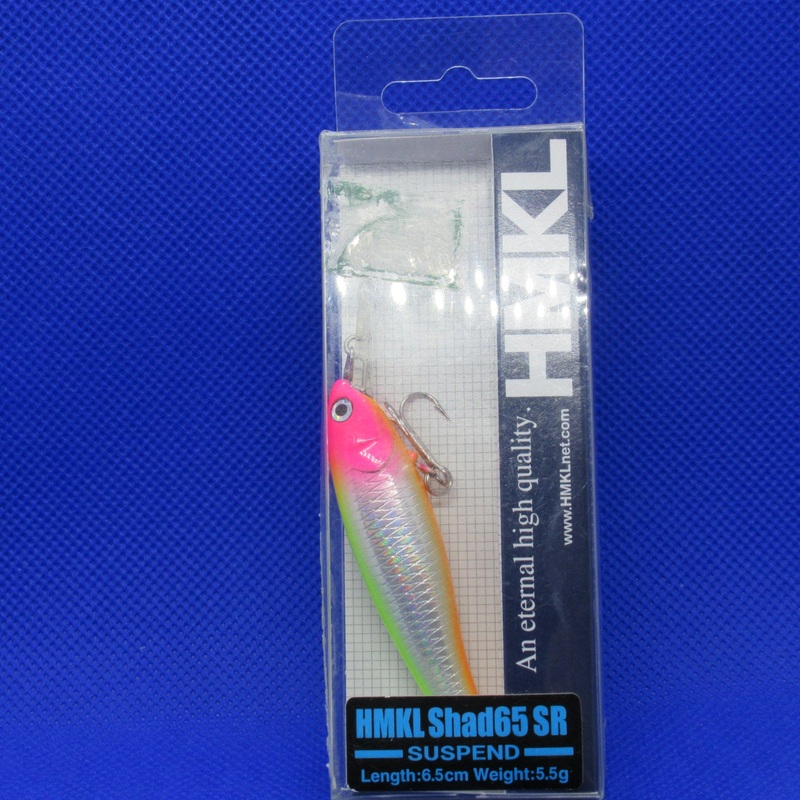 HMKL
An eternal high quality.
www.HMKLnet.com
HMKL Shad65 SR
SUSPEND
Length:6.5cm Weight:5.5g